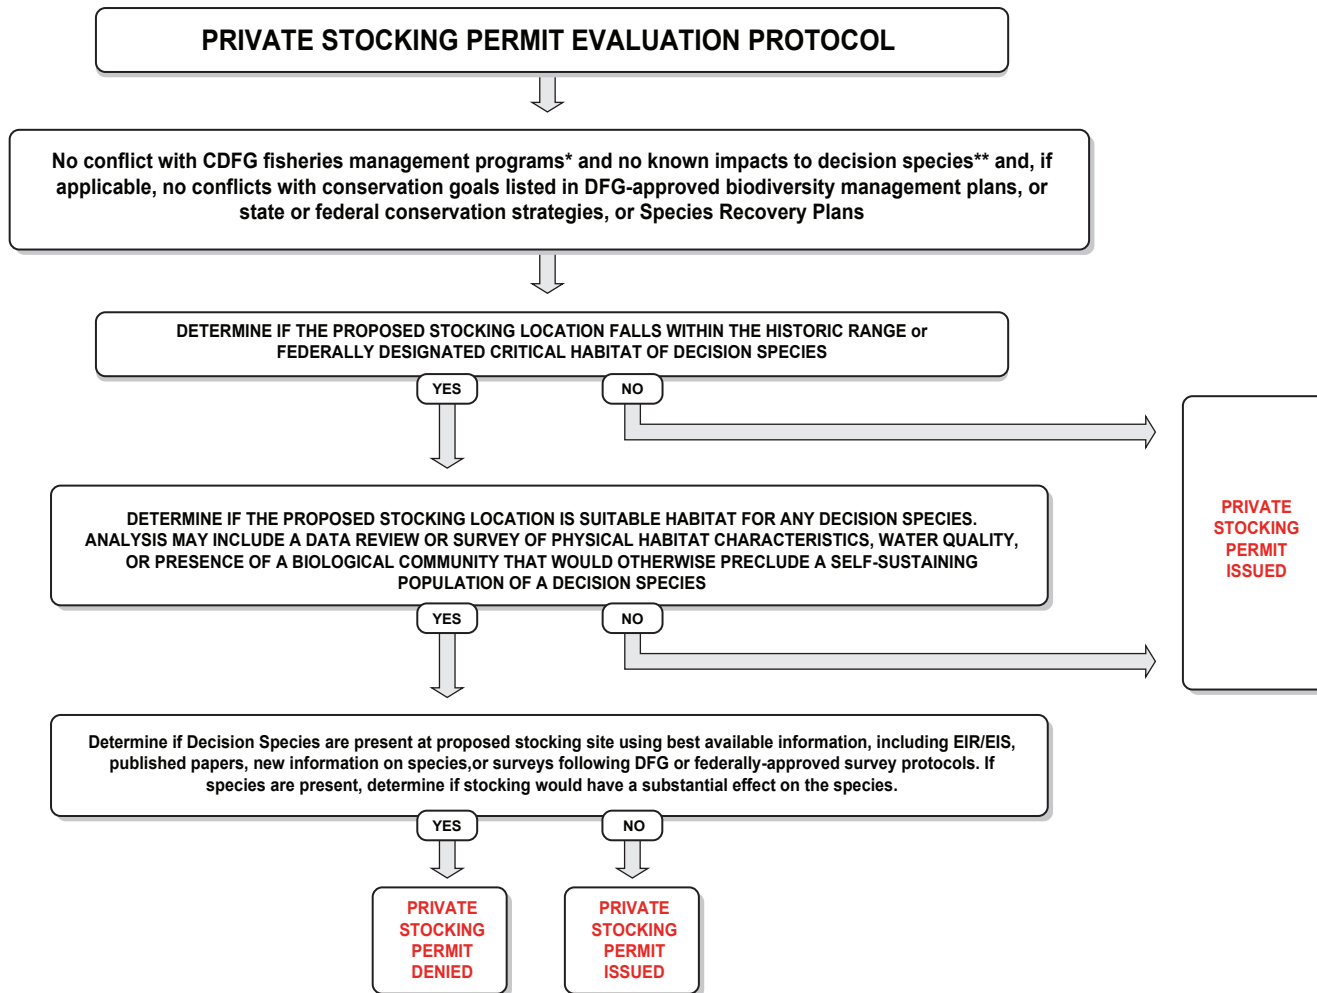 PRIVATE STOCKING PERMIT EVALUATION PROTOCOL
No conflict with CDFG fisheries management programs* and no known impacts to decision species** and, if
applicable, no conflicts with conservation goals listed in DFG-approved biodiversity management plans, or
state or federal conservation strategies, or Species Recovery Plans
DETERMINE IF THE PROPOSED STOCKING LOCATION FALLS WITHIN THE HISTORIC RANGE or
FEDERALLY DESIGNATED CRITICAL HABITAT OF DECISION SPECIES
YES
NO
PRIVATE
STOCKING
PERMIT
ISSUED
DETERMINE IF THE PROPOSED STOCKING LOCATION IS SUITABLE HABITAT FOR ANY DECISION SPECIES.
ANALYSIS MAY INCLUDE A DATA REVIEW OR SURVEY OF PHYSICAL HABITAT CHARACTERISTICS, WATER QUALITY,
OR PRESENCE OF A BIOLOGICAL COMMUNITY THAT WOULD OTHERWISE PRECLUDE A SELF-SUSTAINING
POPULATION OF A DECISION SPECIES
YES
NO
Determine if Decision Species are present at proposed stocking site using best available information, including EIR/EIS,
published papers, new information on species,or surveys following DFG or federally-approved survey protocols. If
species are present, determine if stocking would have a substantial effect on the species.
YES
NO
PRIVATE
STOCKING
PERMIT
DENIED
PRIVATE
STOCKING
PERMIT
ISSUED